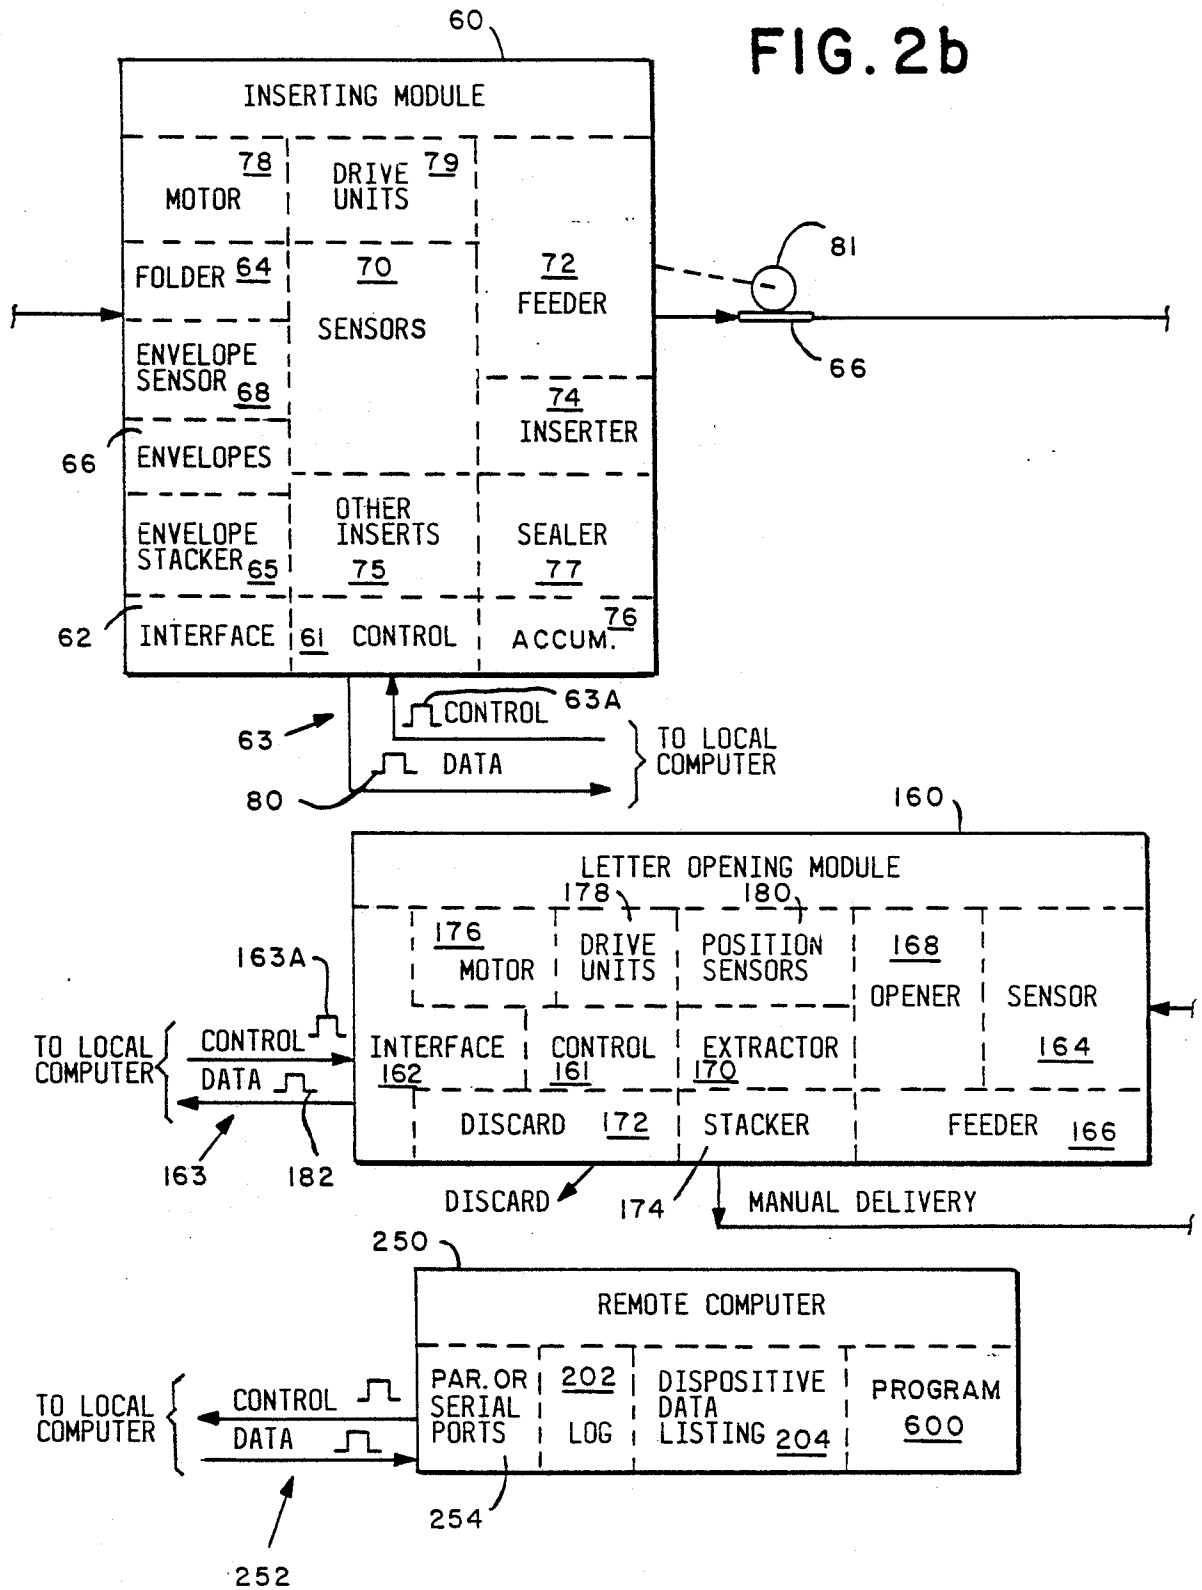 FIG. 2b
60
INSERTING MODULE
78
MOTOR
DRIVE 79
UNITS
FOLDER 64
70
SENSORS
72
FEEDER
81
66
ENVELOPE
SENSOR 68
74
INSERTER
66
ENVELOPES
ENVELOPE
STACKER 65
OTHER
INSERTS
75
SEALER
77
62
INTERFACE
61 CONTROL
76
ACCUM.
63
63A
CONTROL
DATA
80
TO LOCAL
COMPUTER
160
LETTER OPENING MODULE
176
MOTOR
178
DRIVE
UNITS
180
POSITION
SENSORS
168
OPENER
SENSOR
164
163A
TO LOCAL
COMPUTER
CONTROL
DATA
163
182
INTERFACE
162
CONTROL
161
EXTRACTOR
170
DISCARD 172
STACKER
FEEDER 166
DISCARD
174
MANUAL DELIVERY
250
REMOTE COMPUTER
PAR. OR
SERIAL
PORTS
202
LOG
DISPOSITIVE
DATA
LISTING 204
PROGRAM
600
TO LOCAL
COMPUTER
CONTROL
DATA
254
252